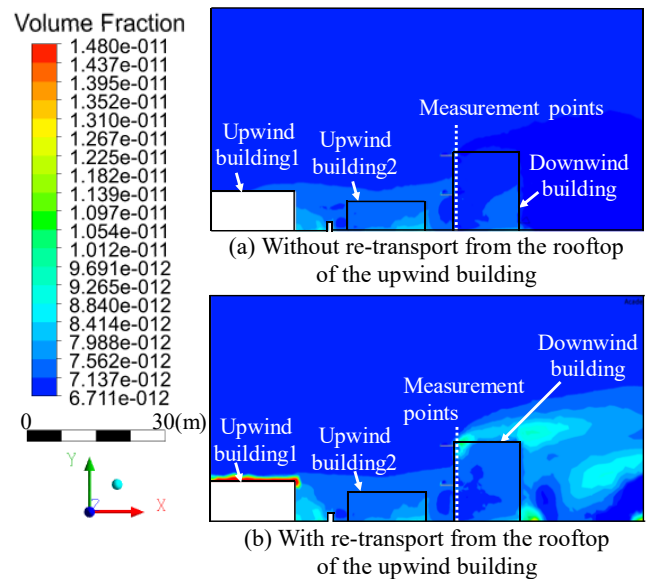 Volume Fraction
1.480e-011
1.437e-011
1.395e-011
1.352e-011
1.310e-011
1.267e-011
1.225e-011
1.182e-011
1.139e-011
1.097e-011
1.054e-011
1.012e-011
9.691e-012
9.265e-012
8.840e-012
8.414e-012
7.988e-012
7.562e-012
7.137e-012
6.711e-012
0 30(m)
Y
Z
X
Measurement points
Upwind
building1
Upwind
building2
Downwind
building
(a) Without re-transport from the rooftop
of the upwind building
Downwind
building
Measurement
points
Upwind
building1
Upwind
building2
(b) With re-transport from the rooftop
of the upwind building